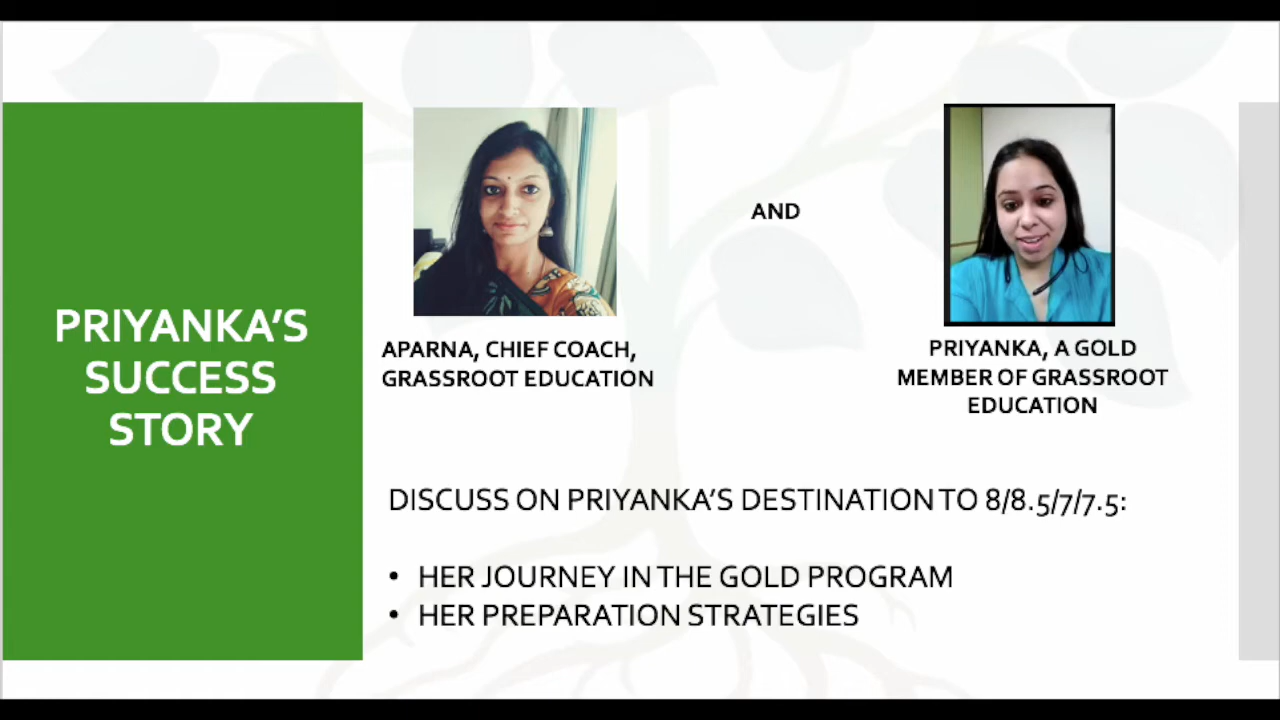 PRIYANKA'S
SUCCESS
STORY
AND
APARNA, CHIEF COACH,
GRASSROOT EDUCATION
PRIYANKA, A GOLD
MEMBER OF GRASSROOT
EDUCATION
DISCUSS ON PRIYANKA'S DESTINATION TO 8/8.5/7/7.5:
• HER JOURNEY IN THE GOLD PROGRAM
• HER PREPARATION STRATEGIES